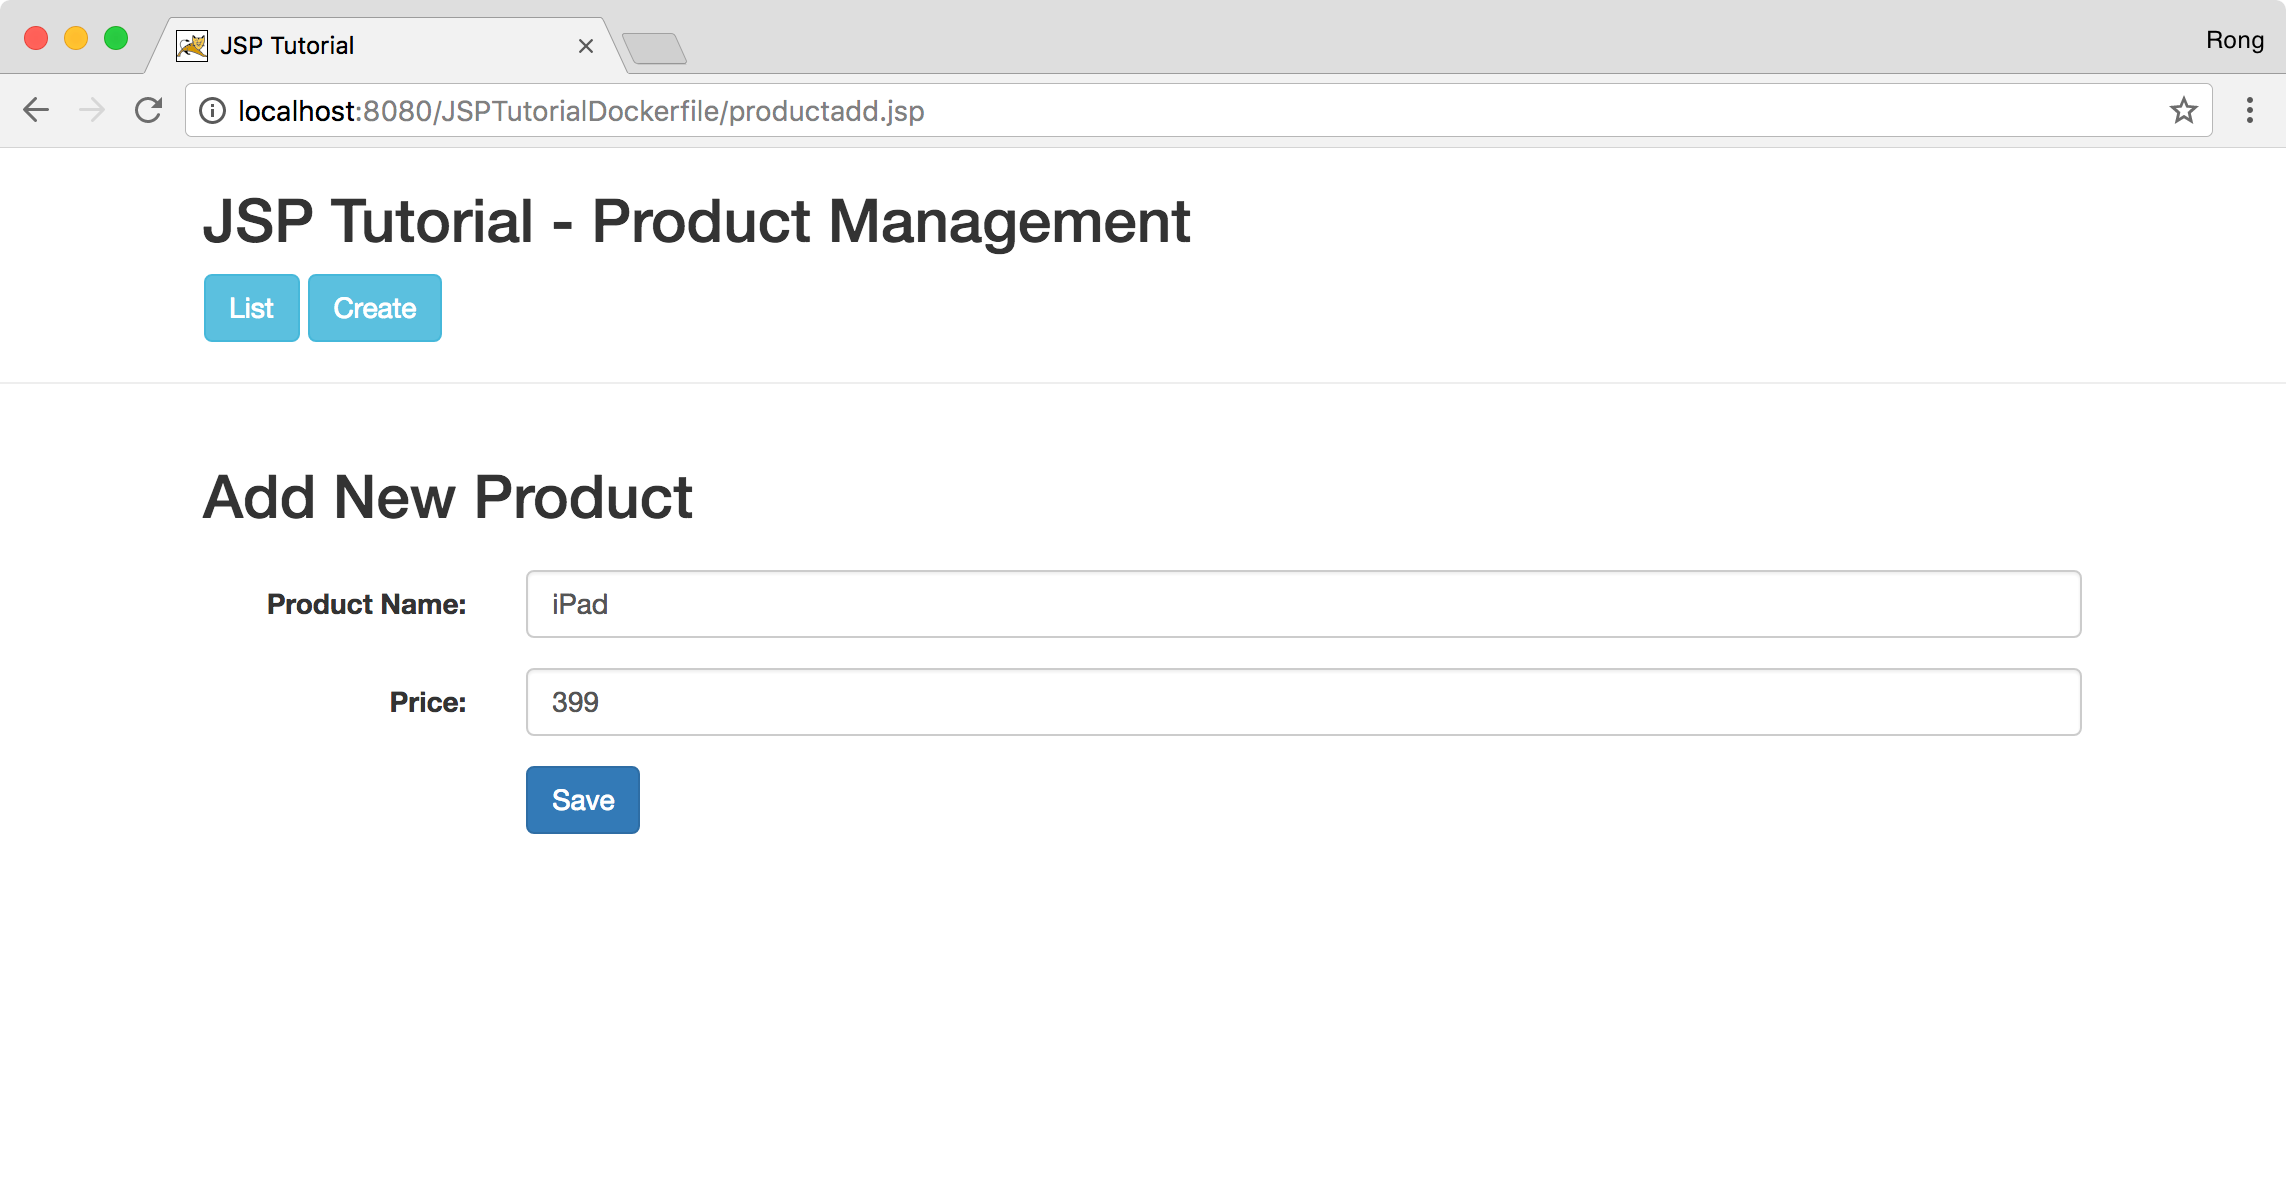 JSP Tutorial
Rong
localhost:8080/JSPTutorialDockerfile/productadd.jsp
JSP Tutorial - Product Management
List Create
Add New Product
Product Name: iPad
Price: 399
Save